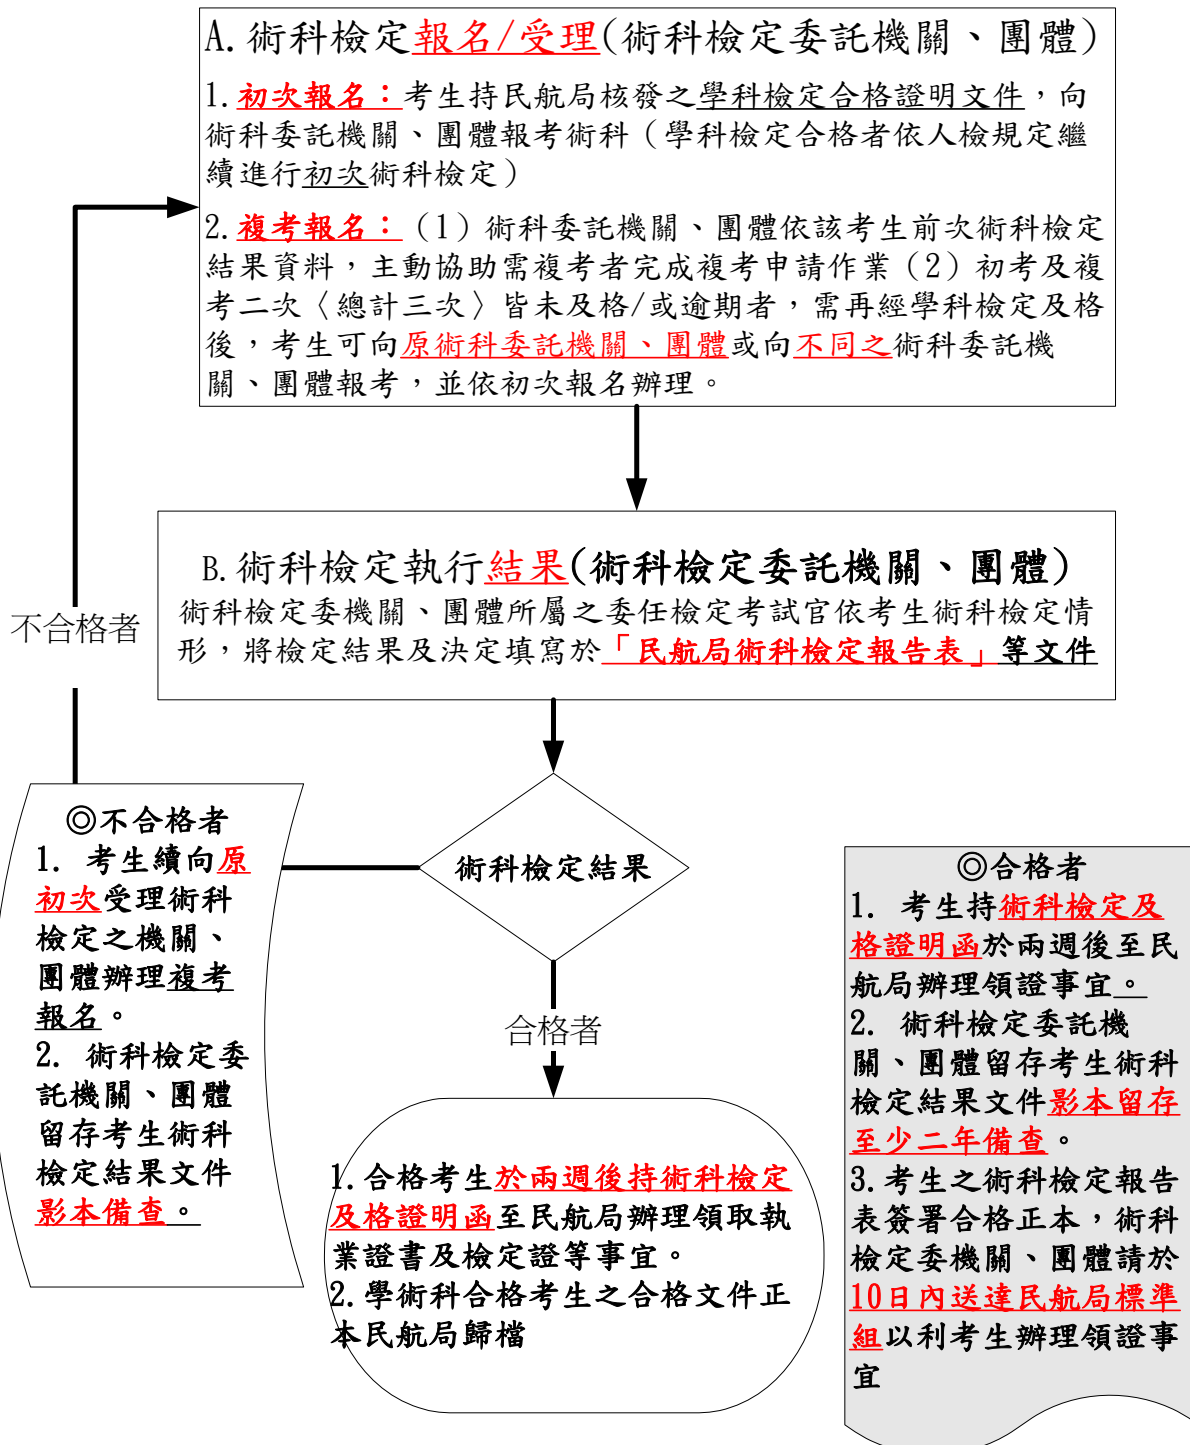 A.術科檢定報名/受理(術科檢定委託機關、團體)
1.初次報名：考生持民航局核發之學科檢定合格證明文件，向
術科委託機關、團體報考術科（學科檢定合格者依人檢規定繼
續進行初次術科檢定）
2.複考報名：（1）術科委託機關、團體依該考生前次術科檢定
結果資料，主動協助需複考者完成複考申請作業（2）初考及複
考二次〈總計三次〉皆未及格/或逾期者，需再經學科檢定及格
後，考生可向原術科委託機關、團體或向不同之術科委託機
關、團體報考，並依初次報名辦理。
B.術科檢定執行結果(術科檢定委託機關、團體)
術科檢定委機關、團體所屬之委任檢定考試官依考生術科檢定情
形，將檢定結果及決定填寫於「民航局術科檢定報告表」等文件
不合格者
術科檢定結果
◎不合格者
1. 考生續向原
初次受理術科
檢定之機關、
團體辦理複考
報名。
2. 術科檢定委
託機關、團體
留存考生術科
檢定結果文件
影本備查。
合格者
1.合格考生於兩週後持術科檢定
及格證明函至民航局辦理領取執
業證書及檢定證等事宜。
2.學術科合格考生之合格文件正
本民航局歸檔
◎合格者
1. 考生持術科檢定及
格證明函於兩週後至民
航局辦理領證事宜。
2. 術科檢定委託機
關、團體留存考生術科
檢定結果文件影本留存
至少二年備查。
3.考生之術科檢定報告
表簽署合格正本，術科
檢定委機關、團體請於
10日內送達民航局標準
組以利考生辦理領證事
宜